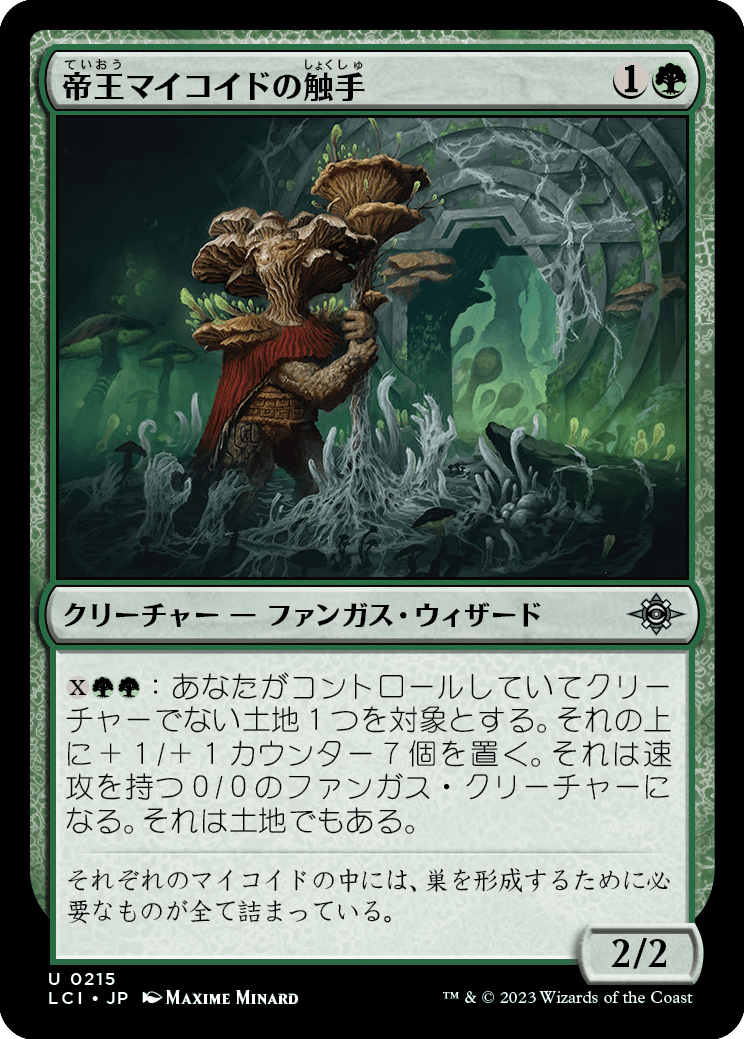 ていおう しょくしゅ
帝王マイコイドの触手 1
クリーチャー — ファンガス・ウィザード
X：あなたがコントロールしていてクリー
チャーでない土地１つを対象とする。それの上
に＋１/＋１カウンター７個を置く。それは速
攻を持つ０/０のファンガス・クリーチャーに
なる。それは土地でもある。
それぞれのマイコイドの中には、巣を形成するために必
要なものが全て詰まっている。
2/2
U 0215
LCI • JP MAXIME MINARD
™ & © 2023 Wizards of the Coast